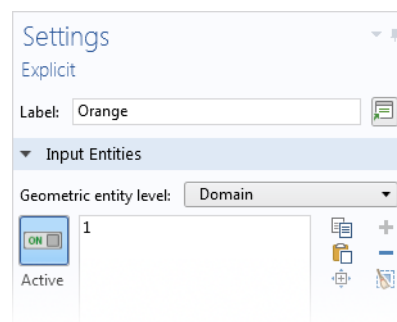 Settings
Explicit
Label: Orange
Input Entities
Geometric entity level: Domain
1
ON
Active